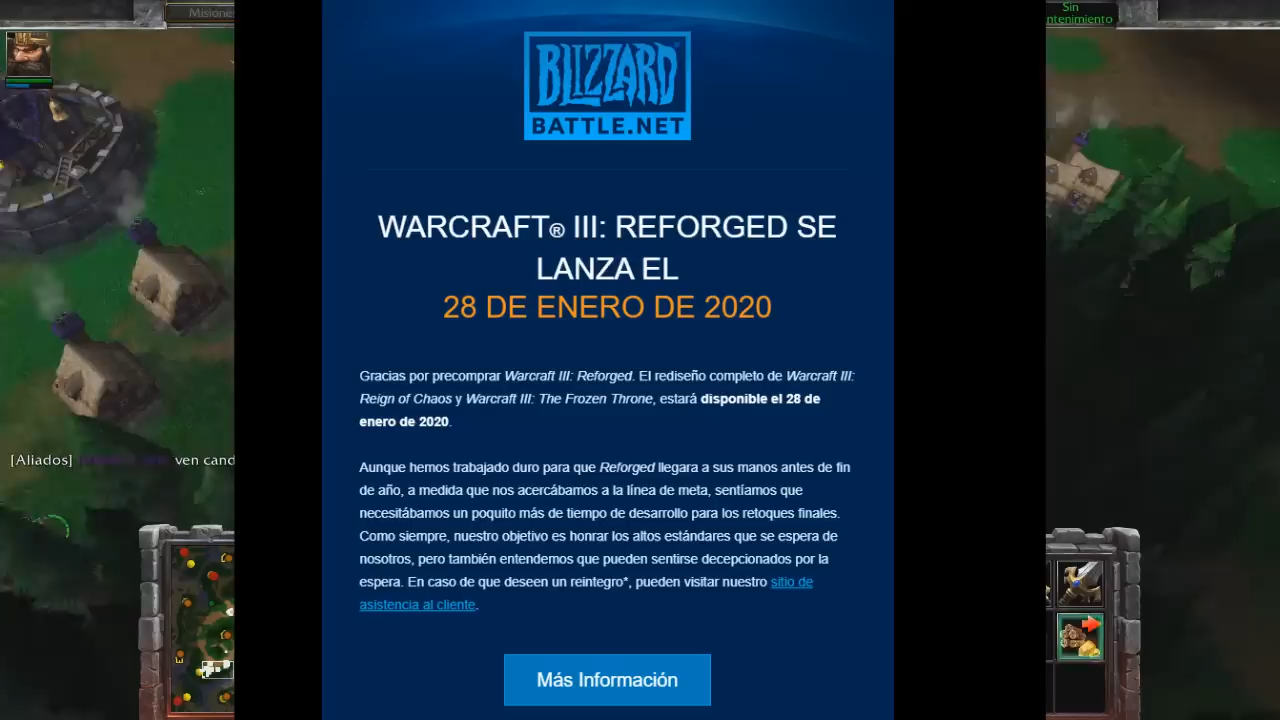 Misiones
Sin
ntenimiento
BLIZZARD
BATTLE.NET
WARCRAFT® III: REFORGED SE
LANZA EL
28 DE ENERO DE 2020
Gracias por precomprar Warcraft III: Reforged. El rediseño completo de Warcraft III:
Reign of Chaos y Warcraft III: The Frozen Throne, estará disponible el 28 de
enero de 2020.
Aunque hemos trabajado duro para que Reforged llegara a sus manos antes de fin
de año, a medida que nos acercábamos a la línea de meta, sentíamos que
necesitábamos un poquito más de tiempo de desarrollo para los retoques finales.
Como siempre, nuestro objetivo es honrar los altos estándares que se espera de
nosotros, pero también entendemos que pueden sentirse decepcionados por la
espera. En caso de que deseen un reintegro*, pueden visitar nuestro sitio de
asistencia al cliente.
[Aliados] ven cand
Más Información